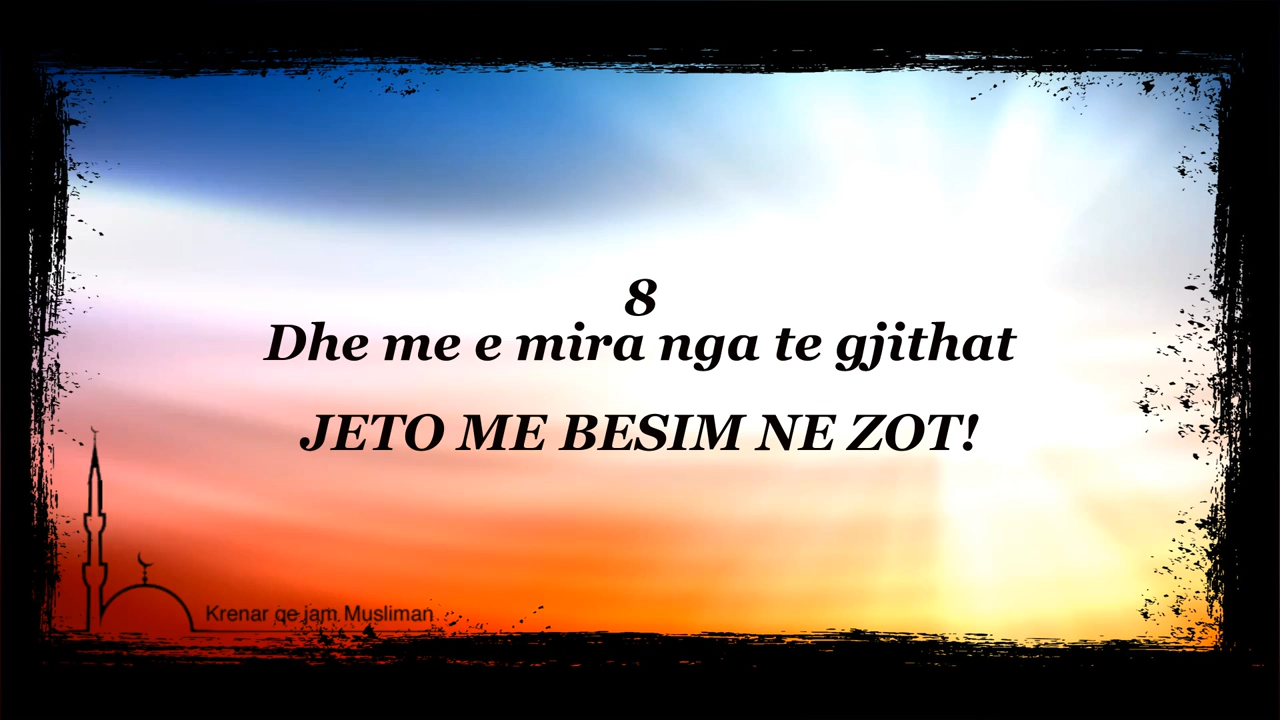 8
Dhe me e mira nga te gjithat
JETO ME BESIM NE ZOT!
Krenar qe jam Musliman